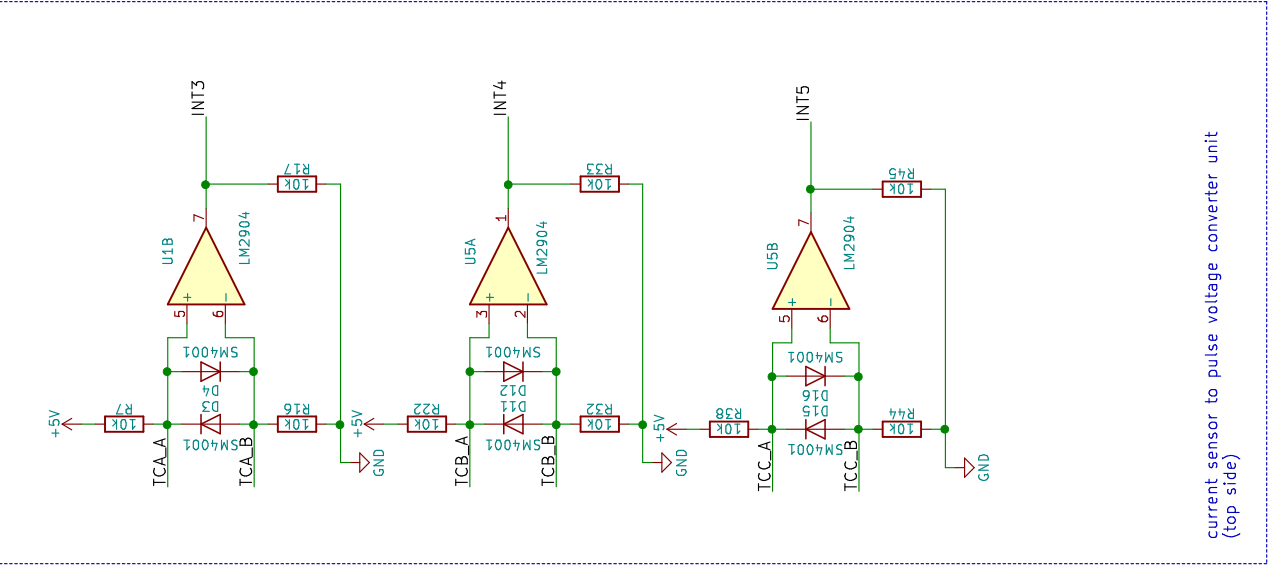 INT3
R17
10k
7
U1B
LM2904
+
−
5
6
SM4001
D4
D3
SM4001
+5V
R7
10k
R16
10k
TCA_A
TCA_B
GND
INT4
R33
10k
1
U5A
LM2904
+
−
3
2
SM4001
D12
D11
SM4001
+5V
R22
10k
R32
10k
TCB_A
TCB_B
GND
INT5
R45
10k
7
U5B
LM2904
+
−
5
6
SM4001
D16
D15
SM4001
+5V
R38
10k
R44
10k
TCC_A
TCC_B
GND
current sensor to pulse voltage converter unit
(top side)